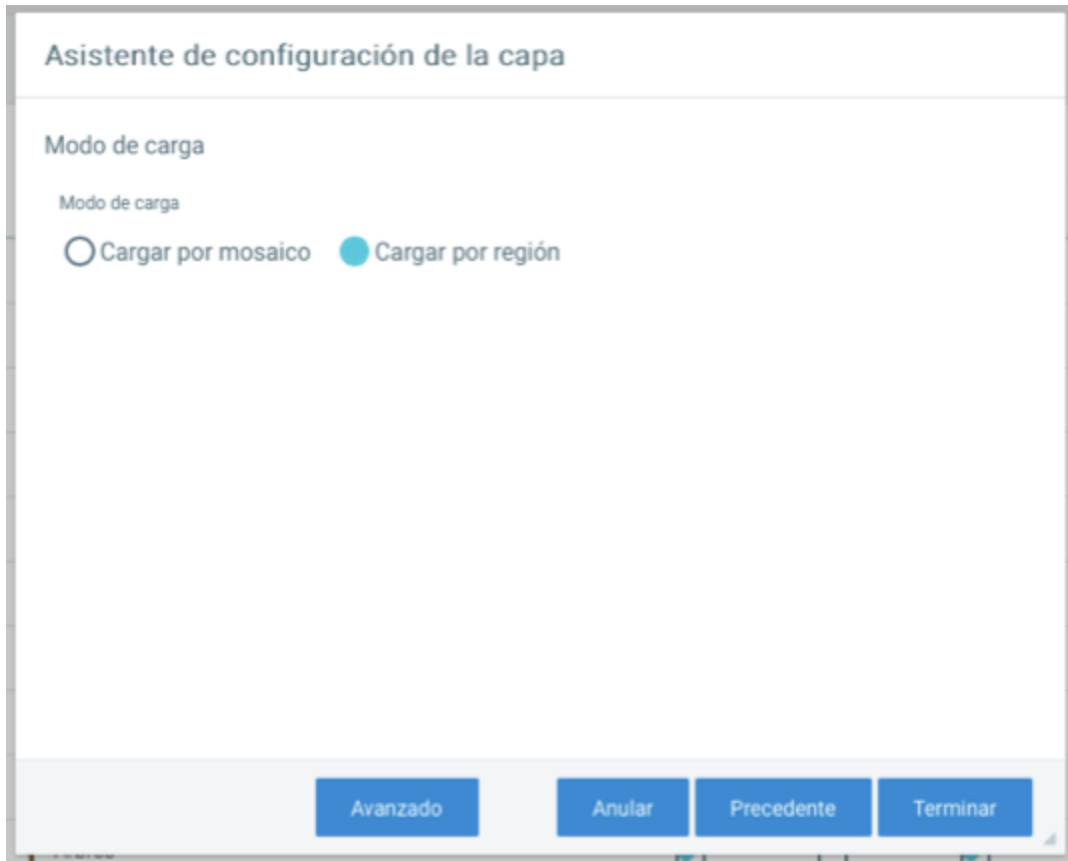 Asistente de configuración de la capa
Modo de carga
Modo de carga
Cargar por mosaico Cargar por región
Avanzado Anular Precedente Terminar